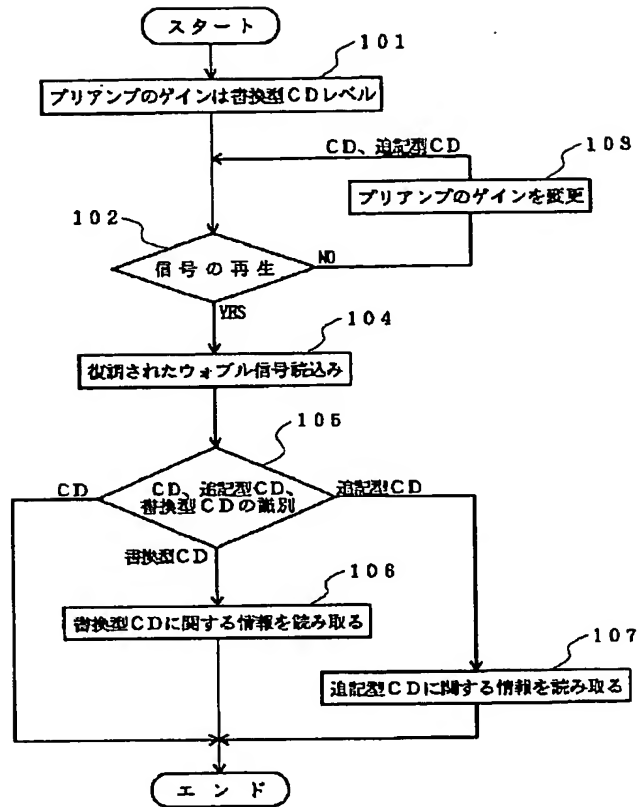 スタート
101
プリアンプのゲインは書換型CDレベル
CD、追記型CD
103
プリアンプのゲインを変更
102
信号の再生
NO
YES
104
復調されたウォブル信号読込み
105
CD
CD、追記型CD、
書換型CDの識別
追記型CD
書換型CD
106
書換型CDに関する情報を読み取る
107
追記型CDに関する情報を読み取る
エンド